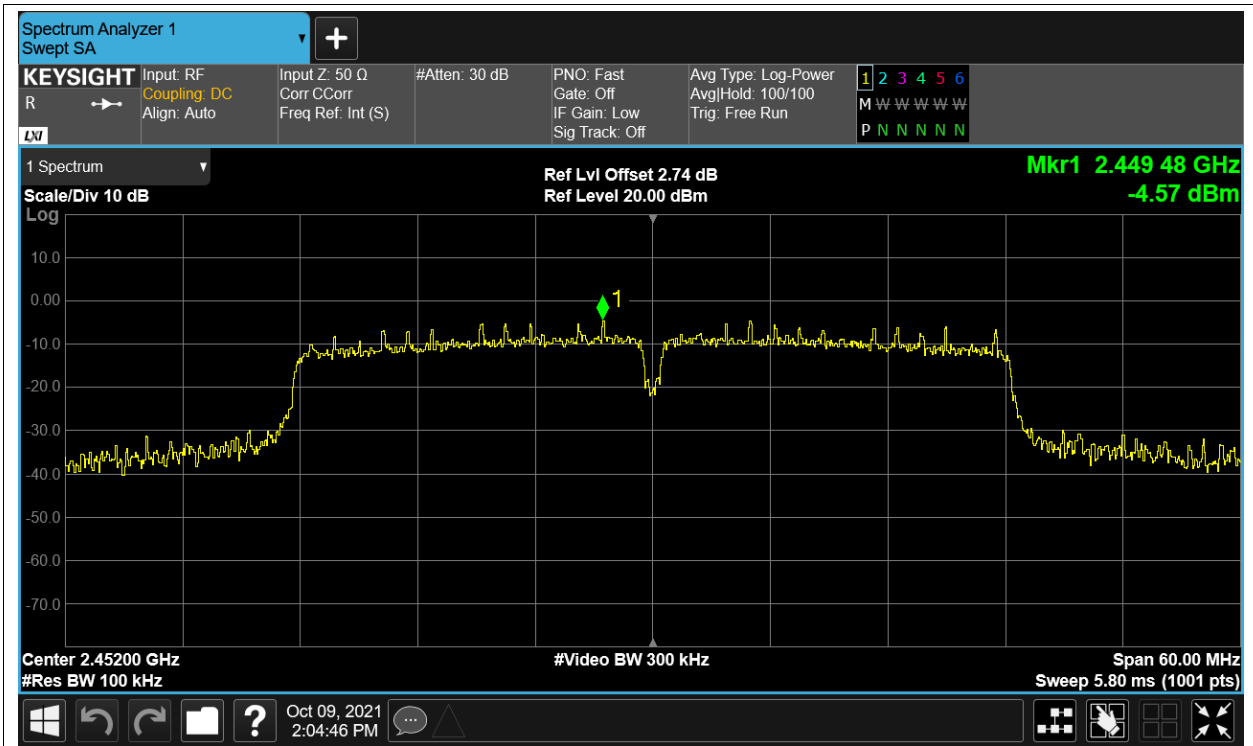 Spectrum Analyzer 1
Swept SA
KEYSIGHT
R
LXI
Input: RF
Coupling: DC
Align: Auto
Input Z: 50 Ω
Corr CCorr
Freq Ref: Int (S)
#Atten: 30 dB
PNO: Fast
Gate: Off
IF Gain: Low
Sig Track: Off
Avg Type: Log-Power
Avg|Hold: 100/100
Trig: Free Run
1 2 3 4 5 6
M W W W W W
P N N N N N
1 Spectrum
Scale/Div 10 dB
Log
Ref Lvl Offset 2.74 dB
Ref Level 20.00 dBm
Mkr1 2.449 48 GHz
-4.57 dBm
10.0
0.00
1
-10.0
-20.0
-30.0
-40.0
-50.0
-60.0
-70.0
Center 2.45200 GHz
#Video BW 300 kHz
Span 60.00 MHz
#Res BW 100 kHz
Sweep 5.80 ms (1001 pts)
?
Oct 09, 2021
2:04:46 PM